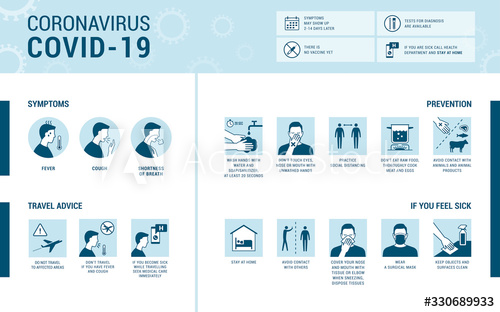 CORONAVIRUS
COVID-19
SYMPTOMS
MAY SHOW UP
2-14 DAYS LATER
TESTS FOR DIAGNOSIS
ARE AVAILABLE
THERE IS
NO VACCINE YET
IF YOU ARE SICK CALL HEALTH
DEPARTMENT AND STAY AT HOME
SYMPTOMS
FEVER
COUGH
SHORTNESS
OF BREATH
PREVENTION
WASH HANDS WITH
WATER AND
AT LEAST 20 SECONDS
DON'T TOUCH EYES,
NOSE OR MOUTH WITH
UNWASHED HANDS
PRACTICE
SOCIAL DISTANCING
DON'T EAT RAW FOOD,
THOROUGHLY COOK
MEAT AND EGGS
AVOID CONTACT WITH
ANIMALS AND ANIMAL
PRODUCTS
TRAVEL ADVICE
DO NOT TRAVEL
TO AFFECTED AREAS
DON'T TRAVEL
IF YOU HAVE FEVER
AND COUGH
IF YOU BECOME SICK
WHILE TRAVELLING
SEEK MEDICAL CARE
IMMEDIATELY
IF YOU FEEL SICK
STAY AT HOME
AVOID CONTACT
WITH OTHERS
COVER YOUR NOSE AND
MOUTH WITH
TISSUE OR ELBOW
WHEN SNEEZING,
DISPOSE TISSUES
WEAR
A SURGICAL MASK
KEEP OBJECTS AND
SURFACES CLEAN
#330689933